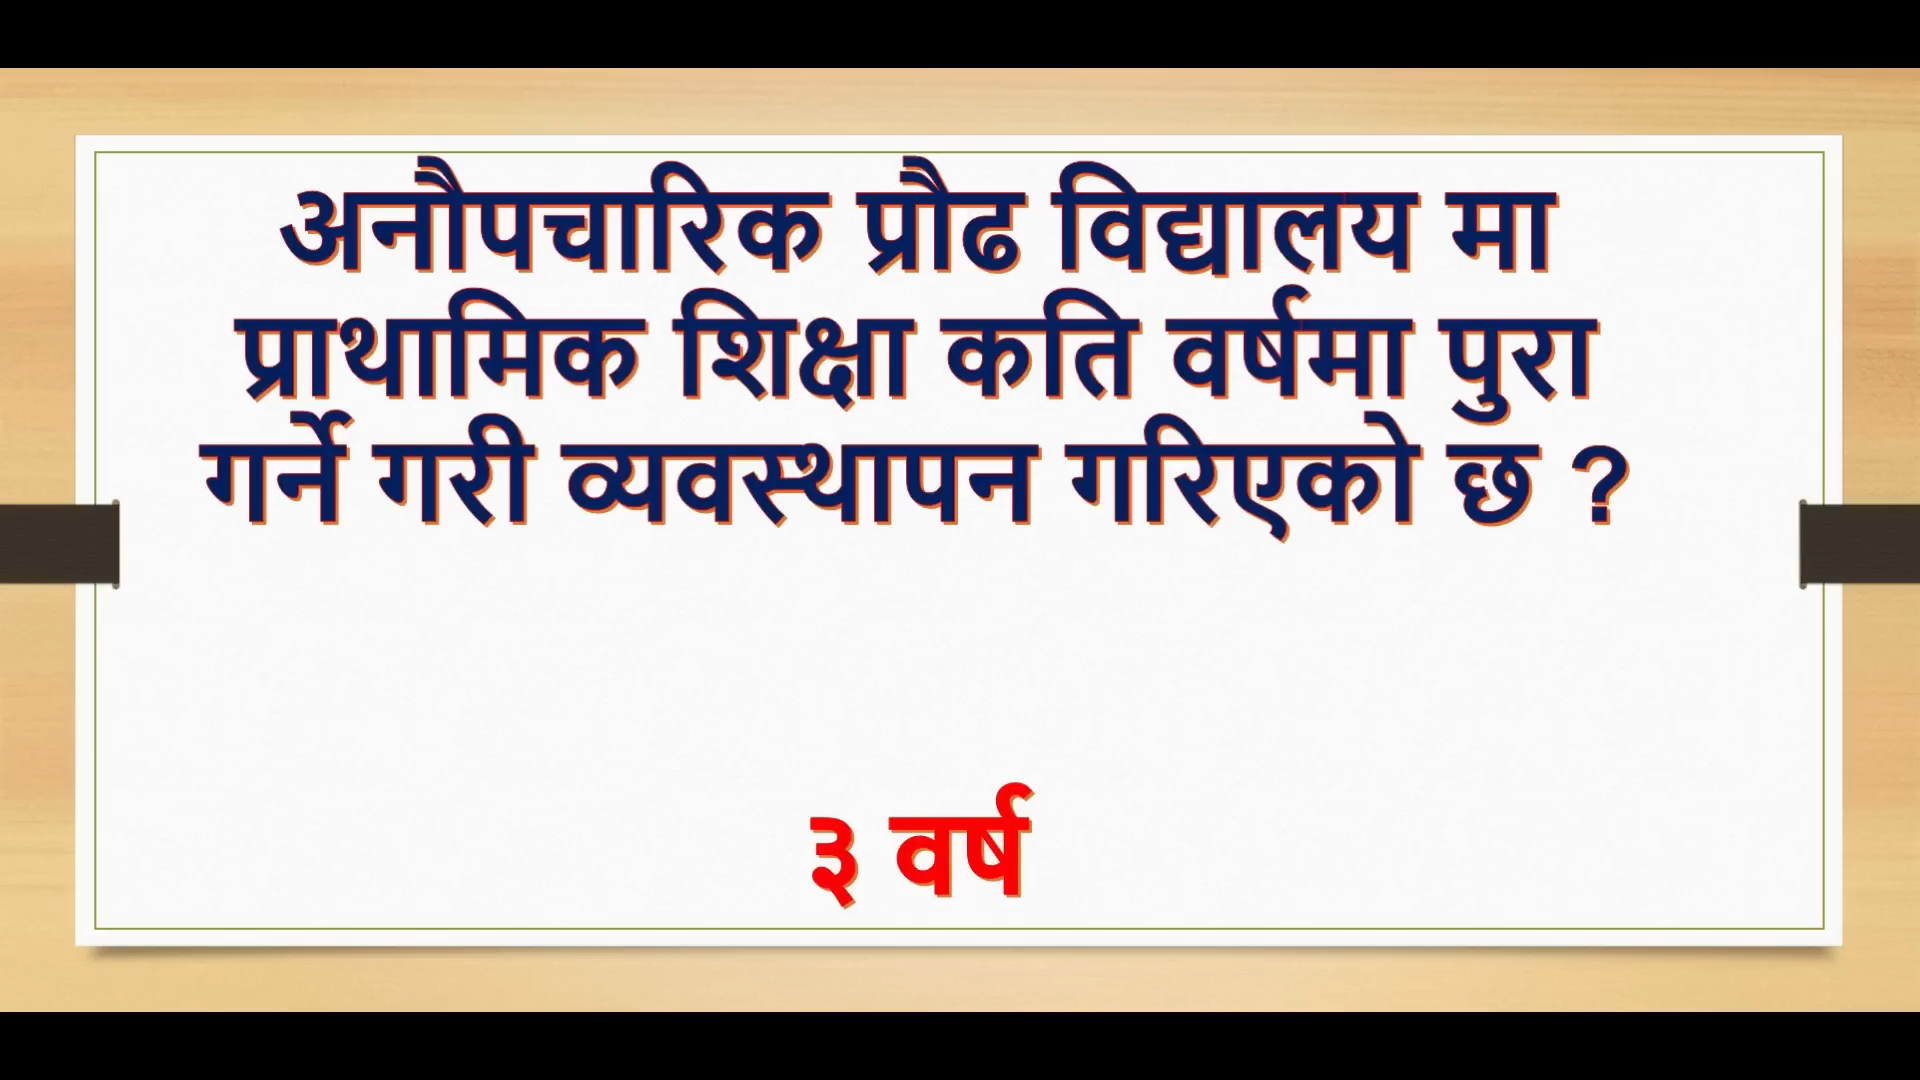 अनौपचारिक प्रौढ विद्यालय मा
प्राथामिक शिक्षा कति वर्षमा पुरा
गर्ने गरी व्यवस्थापन गरिएको छ ?
३ वर्ष